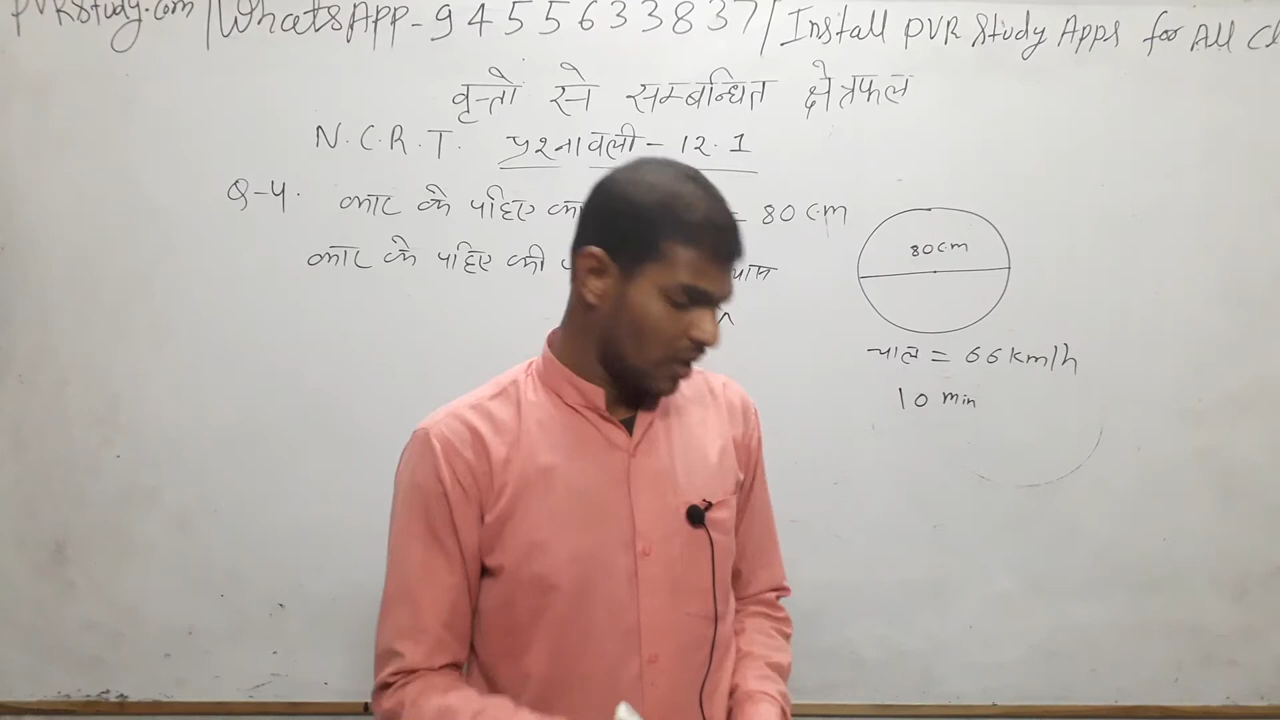 PVRStudy.com | WhatsApp-9455633837 | Install PVR Study Apps for All Cl
वृत्तों से सम्बन्धित क्षेत्रफल
N.C.R.T. प्रश्नावली - 12.1
Q-4. कार के पहिए का = 80 cm
कार के पहिए की
80cm
चाल = 66 km/h
10 min